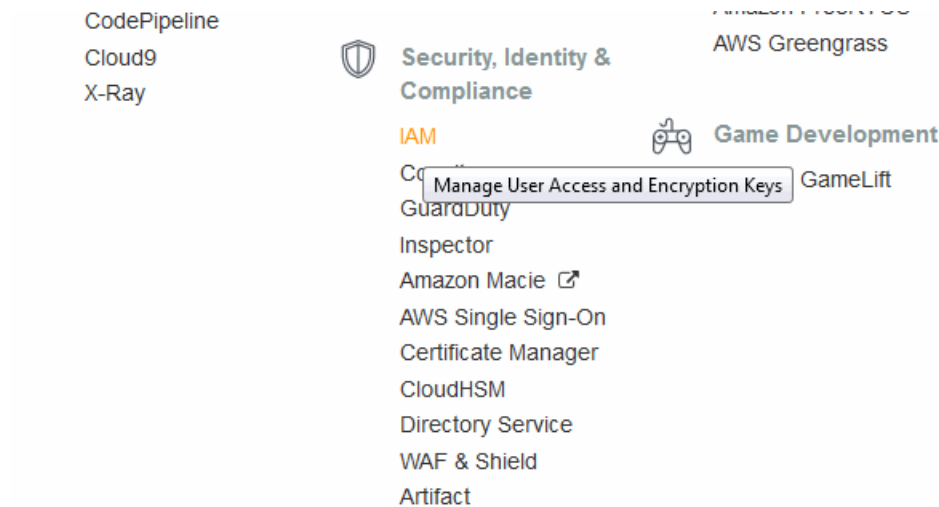 CodePipeline
Cloud9
X-Ray
Security, Identity &
Compliance
IAM
Manage User Access and Encryption Keys
GuardDuty
Inspector
Amazon Macie
AWS Single Sign-On
Certificate Manager
CloudHSM
Directory Service
WAF & Shield
Artifact
AWS Greengrass
Game Development
GameLift